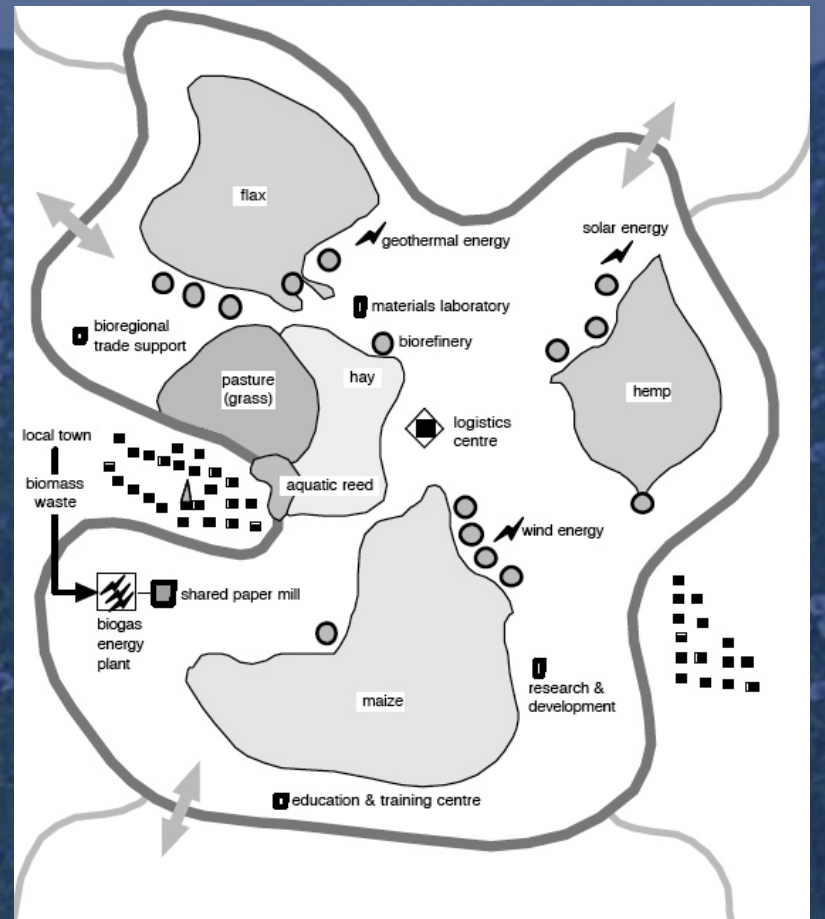 flax
geothermal energy
solar energy
materials laboratory
bioregional
trade support
biorefinery
pasture
(grass)
hay
hemp
logistics
centre
local town
biomass
waste
aquatic reed
wind energy
shared paper mill
biogas
energy
plant
maize
research &
development
education & training centre